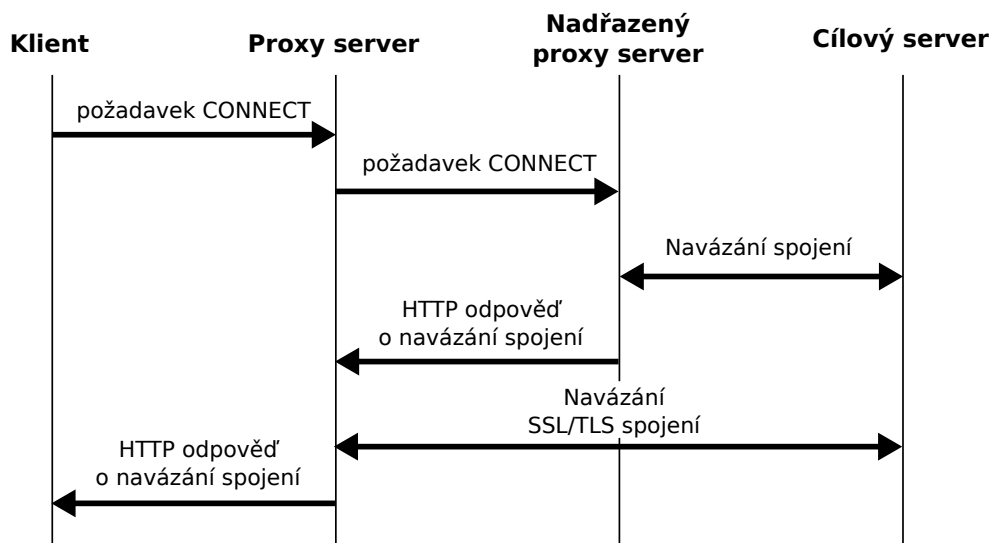 Klient
Proxy server
Nadřazený
proxy server
Cílový server
požadavek CONNECT
požadavek CONNECT
Navázání spojení
HTTP odpověď
o navázání spojení
Navázání
SSL/TLS spojení
HTTP odpověď
o navázání spojení